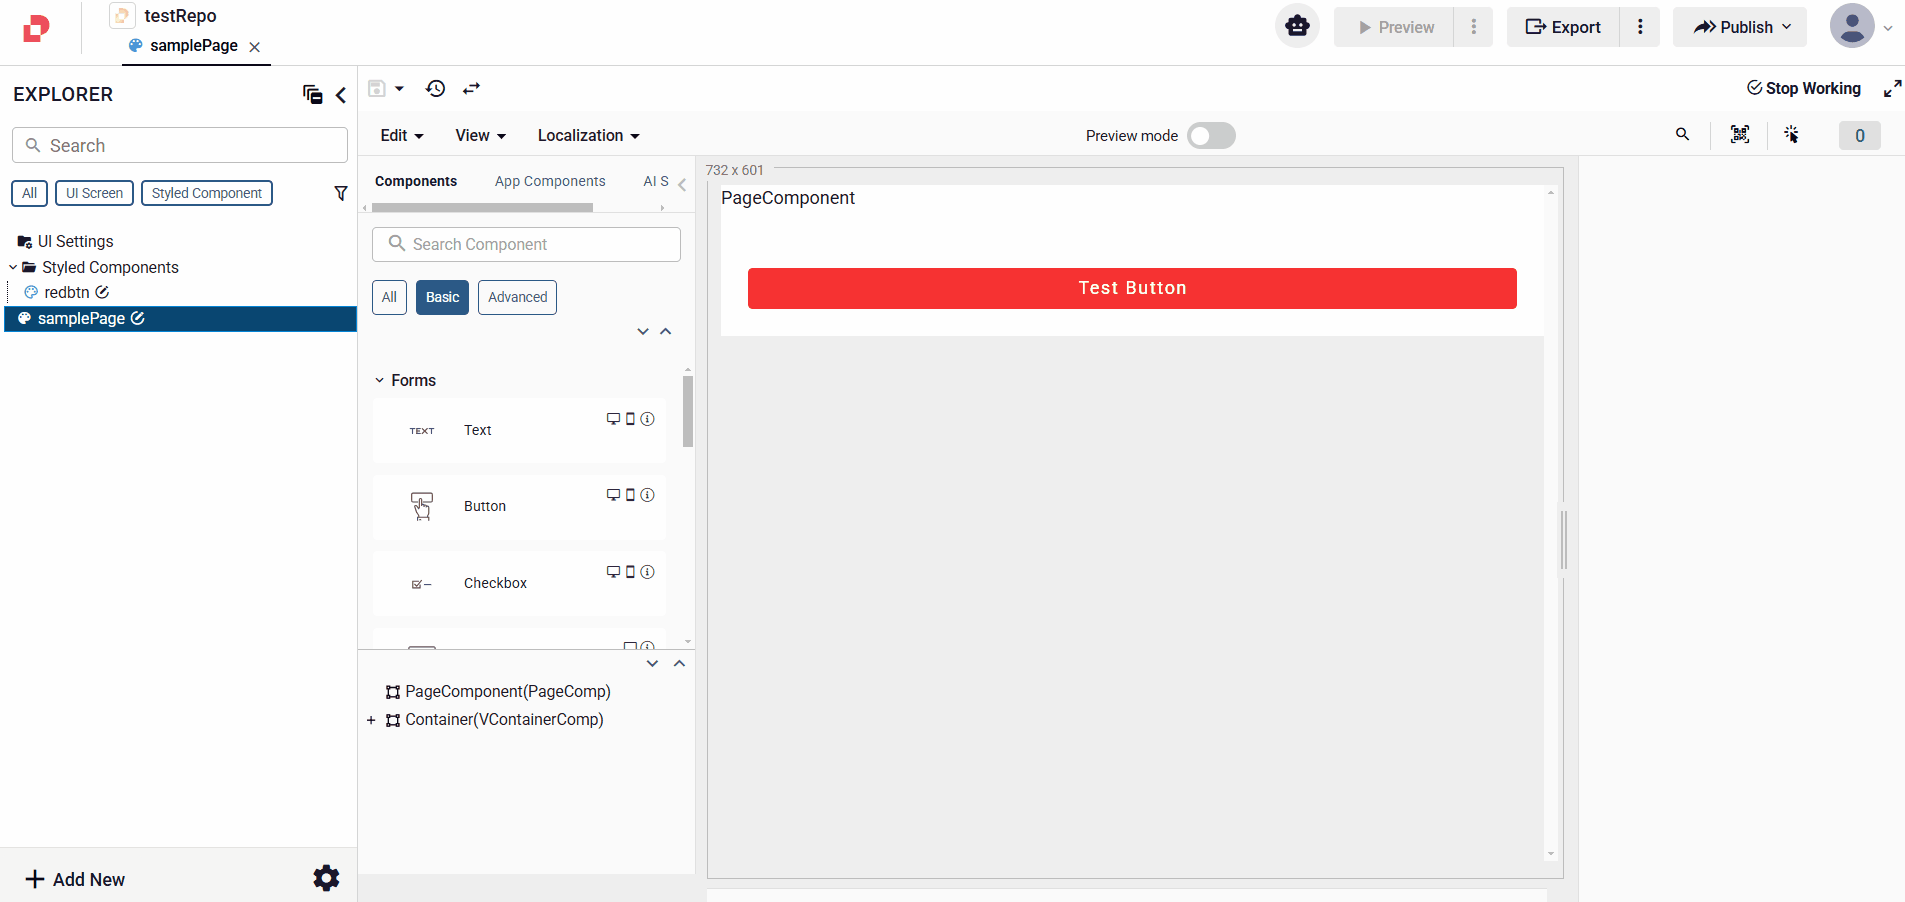 testRepo
samplePage
Preview
Export
Publish
EXPLORER
Stop Working
Edit
View
Localization
Preview mode
0
Search
All
UI Screen
Styled Component
UI Settings
Styled Components
redbtn
samplePage
Add New
Components
App Components
AI S
Search Component
All
Basic
Advanced
Forms
TEXT
Text
Button
Checkbox
PageComponent(PageComp)
Container(VContainerComp)
732 x 601
PageComponent
Test Button